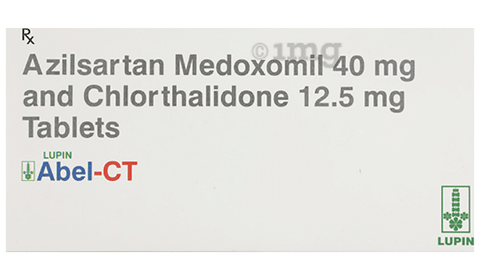 Rx
©1mg
Azilsartan Medoxomil 40 mg
and Chlorthalidone 12.5 mg
Tablets
LUPIN
Abel-CT
LUPIN